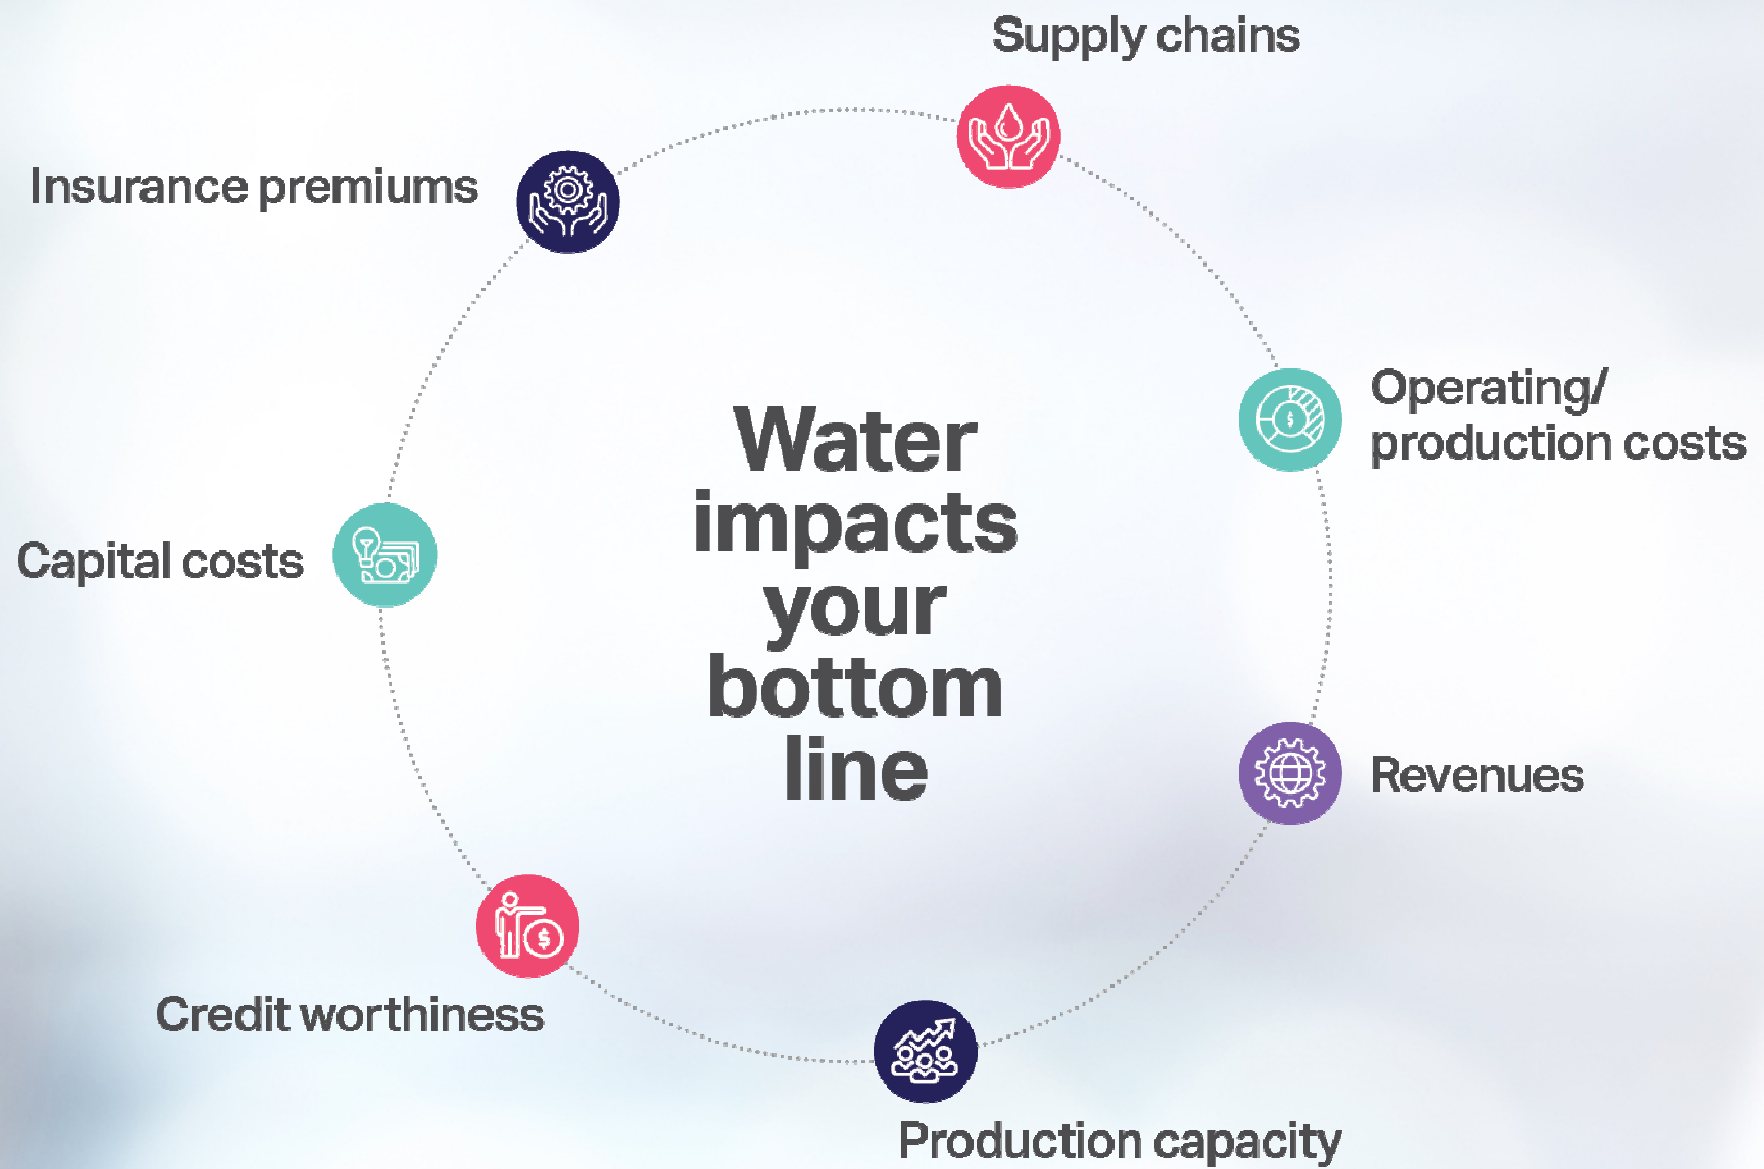 Supply chains
Insurance premiums
Operating/
production costs
Water
impacts
your
bottom
line
Capital costs
Revenues
Credit worthiness
Production capacity